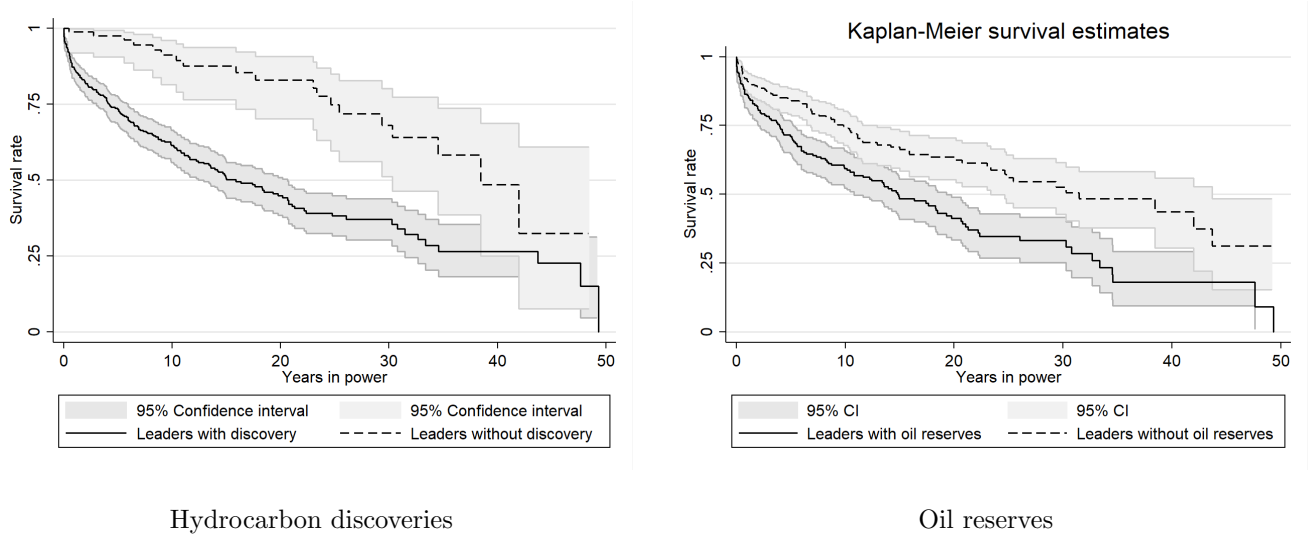 1
.75
.5
.25
0
Survival rate
0 10 20 30 40 50
Years in power
95% Confidence interval 95% Confidence interval
Leaders with discovery Leaders without discovery
Hydrocarbon discoveries
Kaplan-Meier survival estimates
1
.75
.5
.25
0
Survival rate
0 10 20 30 40 50
Years in power
95% CI 95% CI
Leaders with oil reserves Leaders without oil reserves
Oil reserves